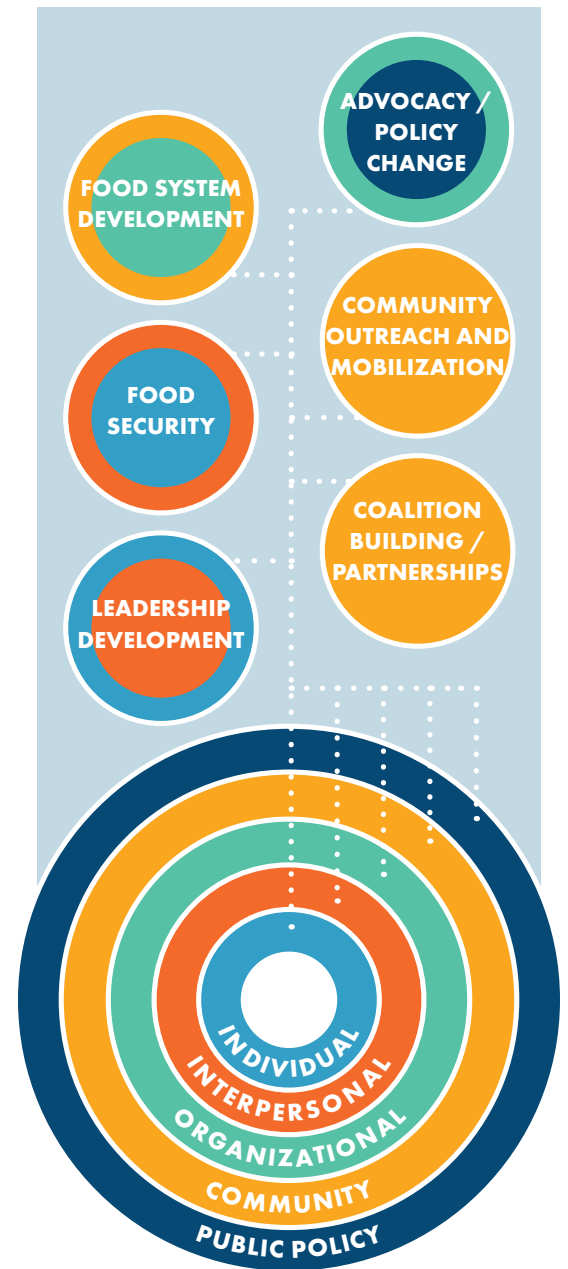 ADVOCACY /
POLICY
CHANGE
FOOD SYSTEM
DEVELOPMENT
COMMUNITY
OUTREACH AND
MOBILIZATION
FOOD
SECURITY
COALITION
BUILDING /
PARTNERSHIPS
LEADERSHIP
DEVELOPMENT
INDIVIDUAL
INTERPERSONAL
ORGANIZATIONAL
COMMUNITY
PUBLIC POLICY